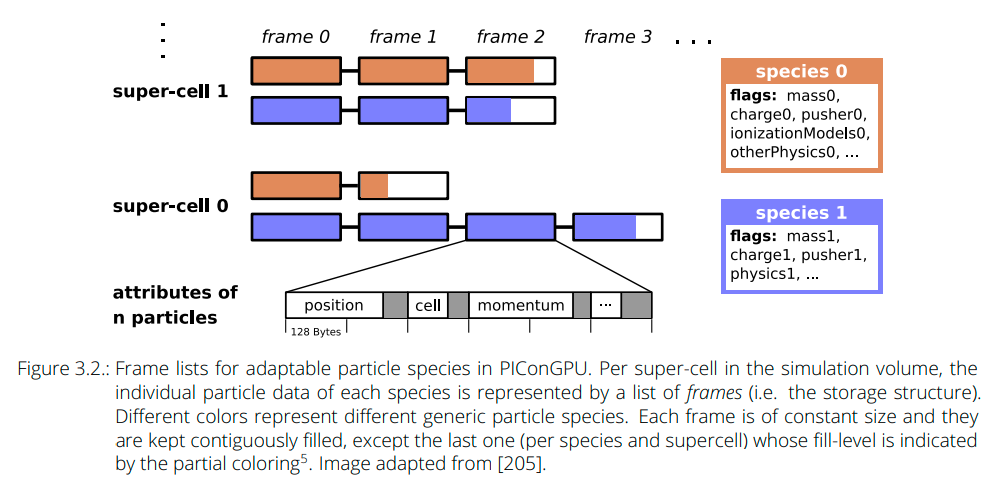 frame 0 frame 1 frame 2 frame 3 . . .
super-cell 1
super-cell 0
species 0
flags: mass0,
charge0, pusher0,
ionizationModels0,
otherPhysics0, ...
species 1
flags: mass1,
charge1, pusher1,
physics1, ...
attributes of
n particles
position cell momentum ...
128 Bytes
Figure 3.2.: Frame lists for adaptable particle species in PIConGPU. Per super-cell in the simulation volume, the
individual particle data of each species is represented by a list of frames (i.e. the storage structure).
Different colors represent different generic particle species. Each frame is of constant size and they
are kept contiguously filled, except the last one (per species and supercell) whose fill-level is indicated
by the partial coloring⁵. Image adapted from [205].